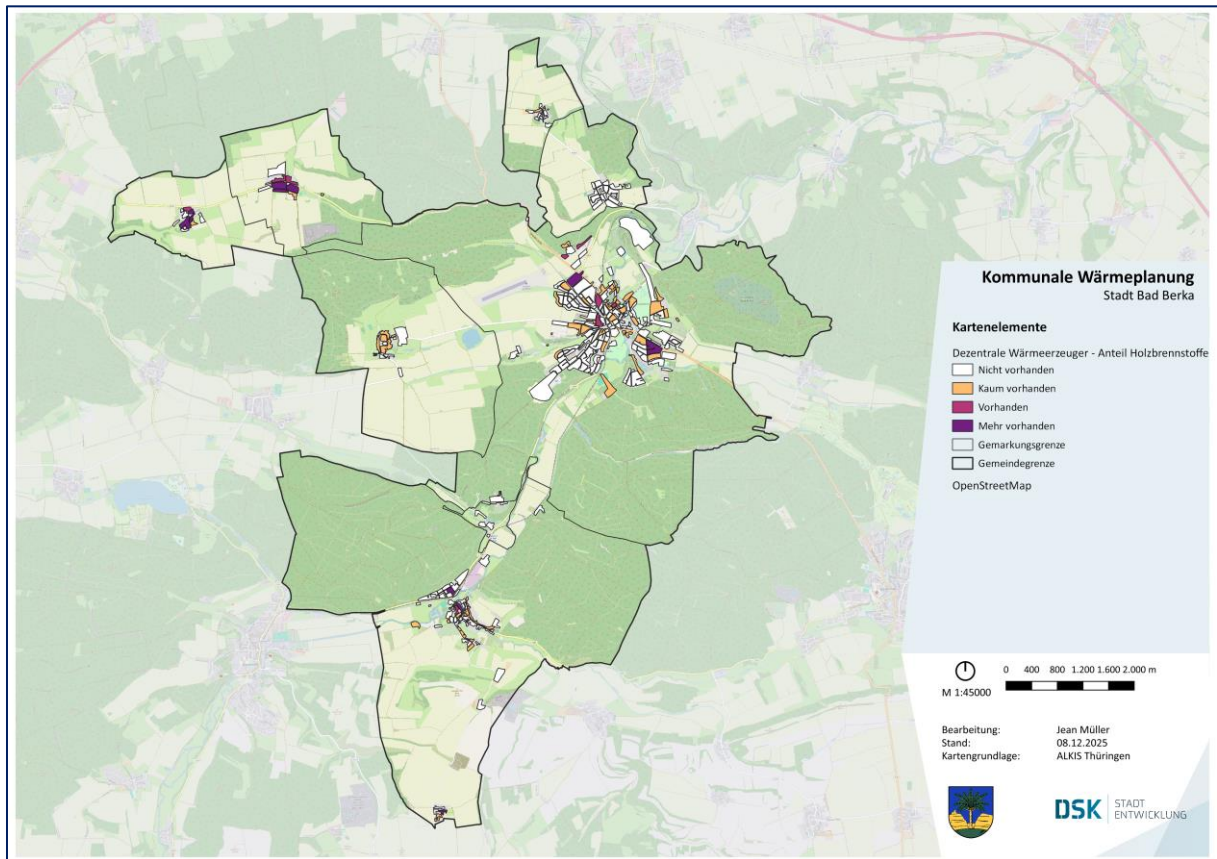 Kommunale Wärmeplanung
Stadt Bad Berka
Kartenelemente
Dezentrale Wärmeerzeuger - Anteil Holzbrennstoffe
Nicht vorhanden
Kaum vorhanden
Vorhanden
Mehr vorhanden
Gemarkungsgrenze
Gemeindegrenze
OpenStreetMap
0 400 800 1.200 1.600 2.000 m
M 1:45000
Bearbeitung: Jean Müller
Stand: 08.12.2025
Kartengrundlage: ALKIS Thüringen
DSK STADT
ENTWICKLUNG